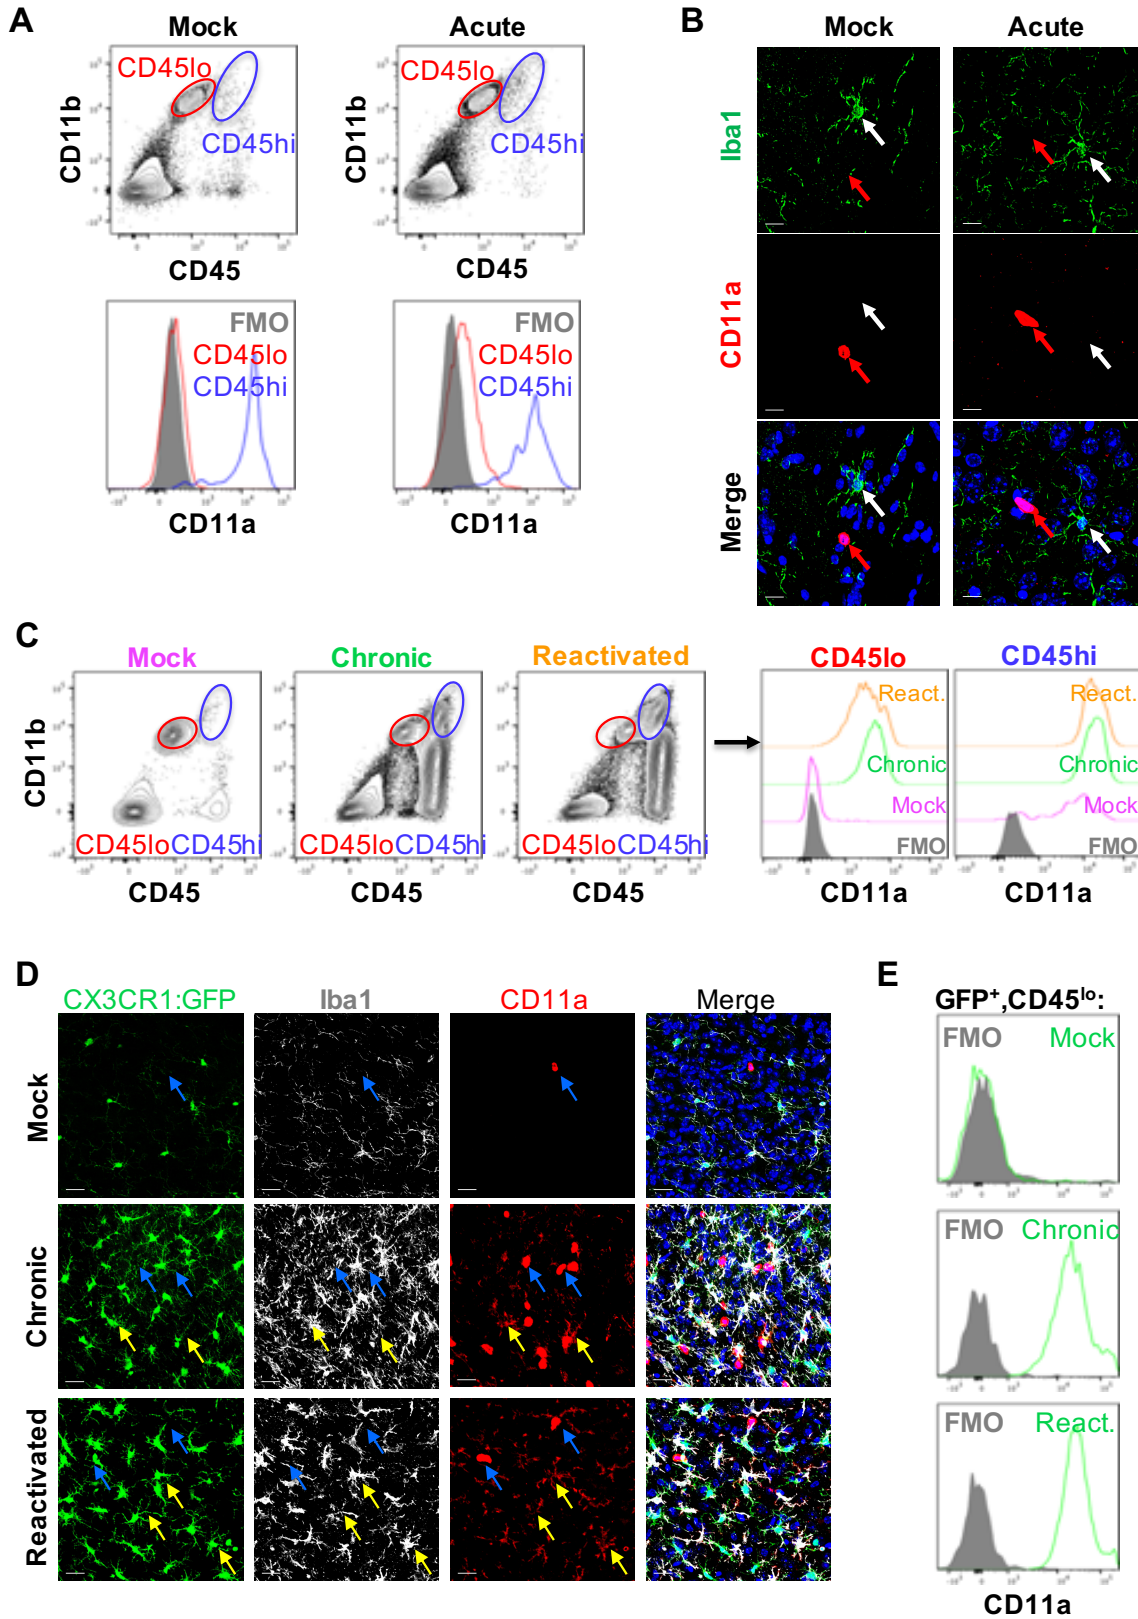 A
Mock
Acute
CD11b
CD45lo
CD45hi
CD45lo
CD45hi
CD45
CD45
FMO
CD45lo
CD45hi
FMO
CD45lo
CD45hi
CD11a
CD11a
B
Mock
Acute
Iba1
CD11a
Merge
C
Mock
Chronic
Reactivated
CD11b
CD45loCD45hi
CD45loCD45hi
CD45loCD45hi
CD45
CD45
CD45
CD45lo
CD45hi
React.
Chronic
Mock
FMO
React.
Chronic
Mock
FMO
CD11a
CD11a
D
CX3CR1:GFP
Iba1
CD11a
Merge
Mock
Chronic
Reactivated
E
GFP⁺,CD45ˡᵒ:
FMO
Mock
FMO
Chronic
FMO
React.
CD11a